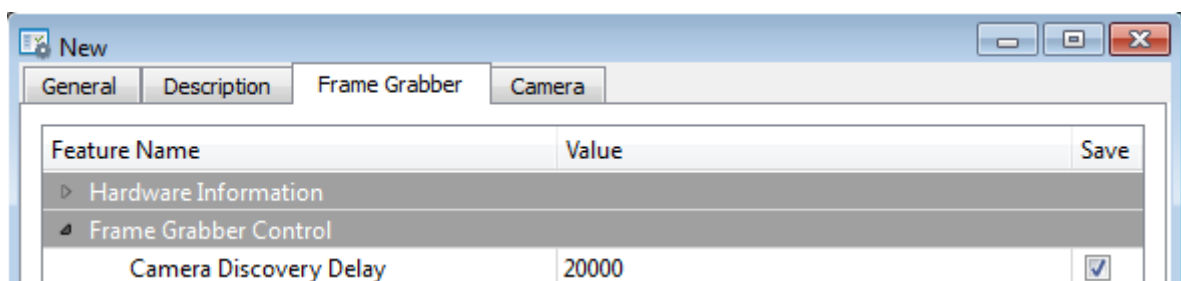 New
General Description Frame Grabber Camera
Feature Name Value Save
Hardware Information
Frame Grabber Control
Camera Discovery Delay 20000